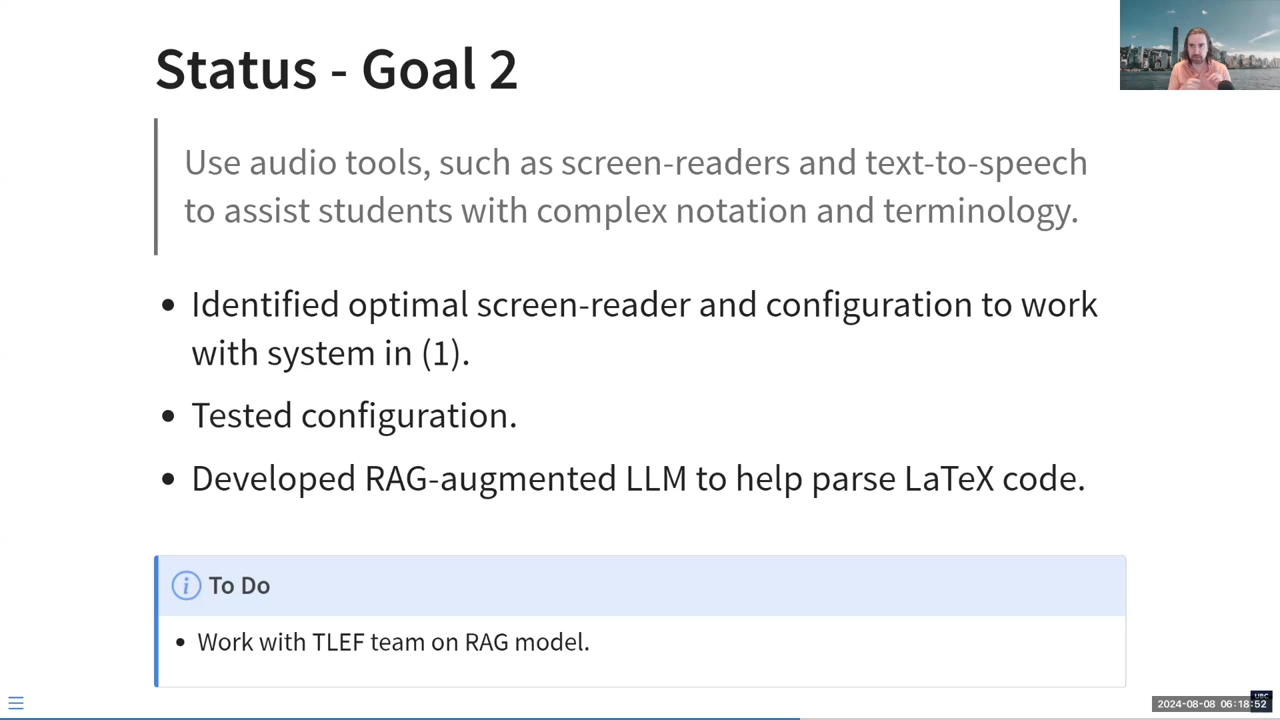 Status - Goal 2
Use audio tools, such as screen-readers and text-to-speech
to assist students with complex notation and terminology.
• Identified optimal screen-reader and configuration to work
with system in (1).
• Tested configuration.
• Developed RAG-augmented LLM to help parse LaTeX code.
To Do
• Work with TLEF team on RAG model.
UBC
2024-08-08 06:18:52